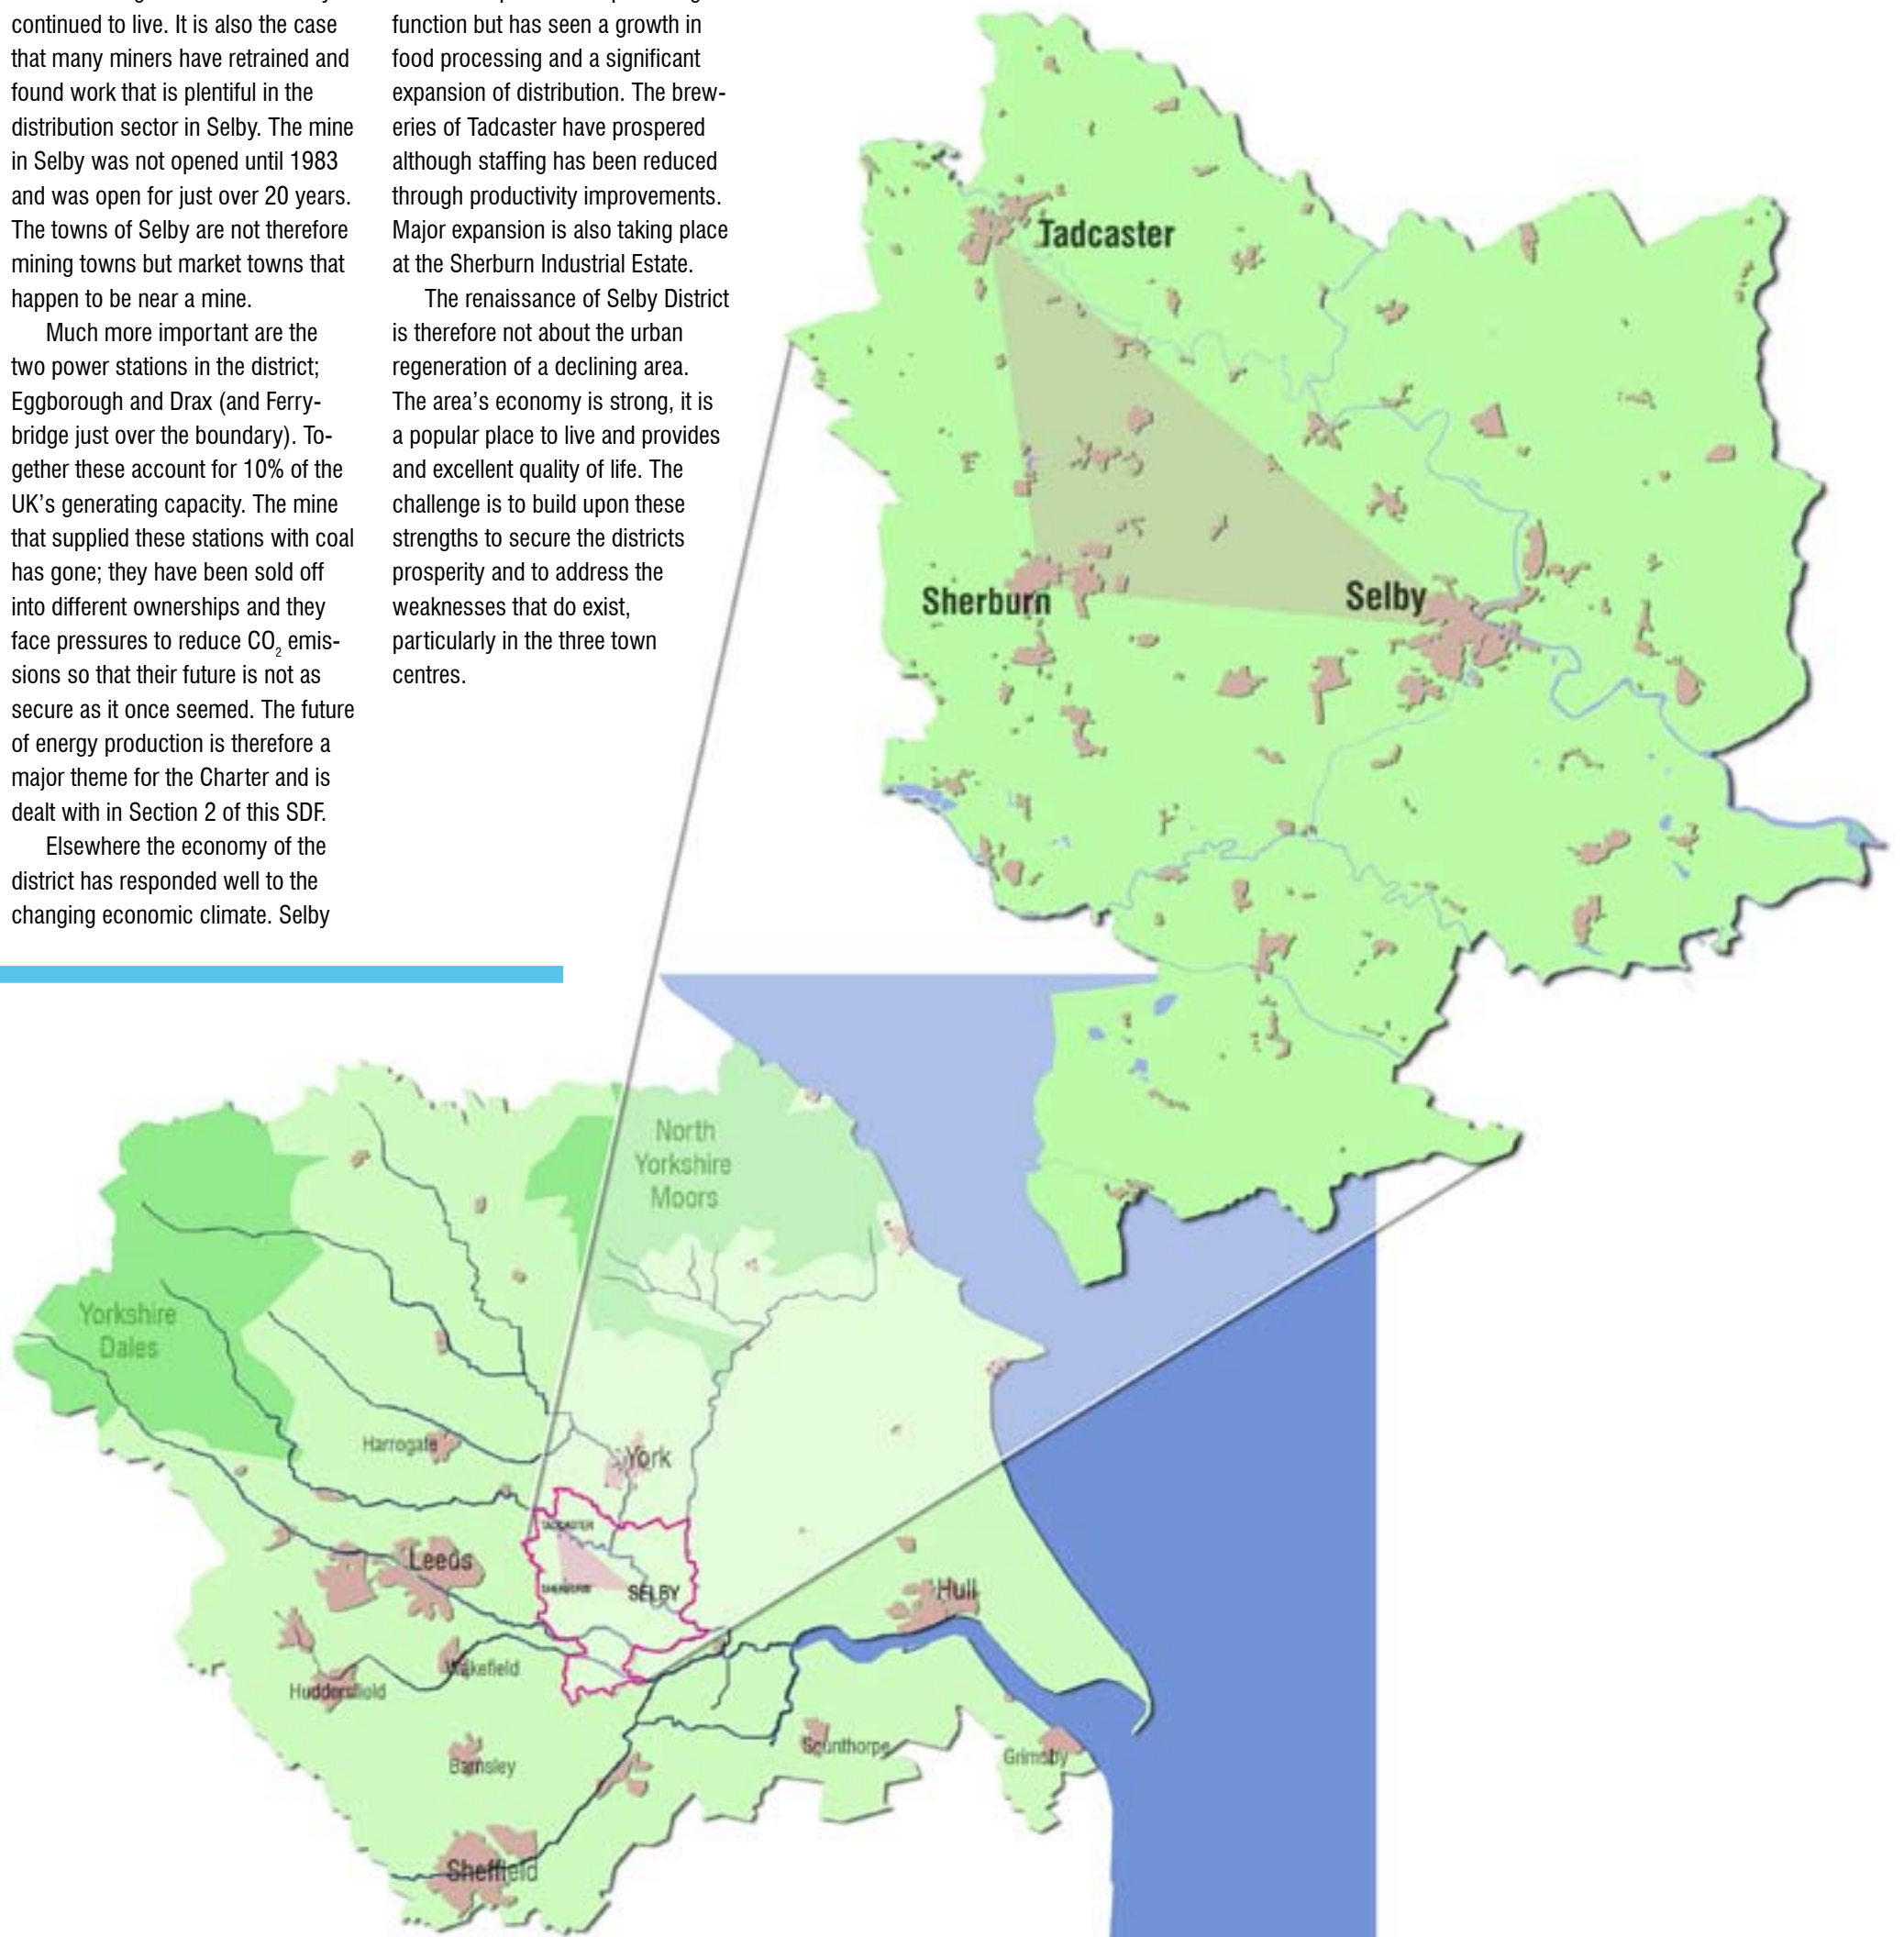 continued to live. It is also the case
that many miners have retrained and
found work that is plentiful in the
distribution sector in Selby. The mine
in Selby was not opened until 1983
and was open for just over 20 years.
The towns of Selby are not therefore
mining towns but market towns that
happen to be near a mine.
Much more important are the
two power stations in the district;
Eggborough and Drax (and Ferry-
bridge just over the boundary). To-
gether these account for 10% of the
UK's generating capacity. The mine
that supplied these stations with coal
has gone; they have been sold off
into different ownerships and they
face pressures to reduce CO₂ emis-
sions so that their future is not as
secure as it once seemed. The future
of energy production is therefore a
major theme for the Charter and is
dealt with in Section 2 of this SDF.
Elsewhere the economy of the
district has responded well to the
changing economic climate. Selby
function but has seen a growth in
food processing and a significant
expansion of distribution. The brew-
eries of Tadcaster have prospered
although staffing has been reduced
through productivity improvements.
Major expansion is also taking place
at the Sherburn Industrial Estate.
The renaissance of Selby District
is therefore not about the urban
regeneration of a declining area.
The area's economy is strong, it is
a popular place to live and provides
and excellent quality of life. The
challenge is to build upon these
strengths to secure the districts
prosperity and to address the
weaknesses that do exist,
particularly in the three town
centres.
Tadcaster
Sherburn
Selby
North
Yorkshire
Moors
Yorkshire
Dales
Harrogate
York
TADCASTER
Leeds
SHERBURN
SELBY
Hull
Wakefield
Huddersfield
Barnsley
Scunthorpe
Grimsby
Sheffield